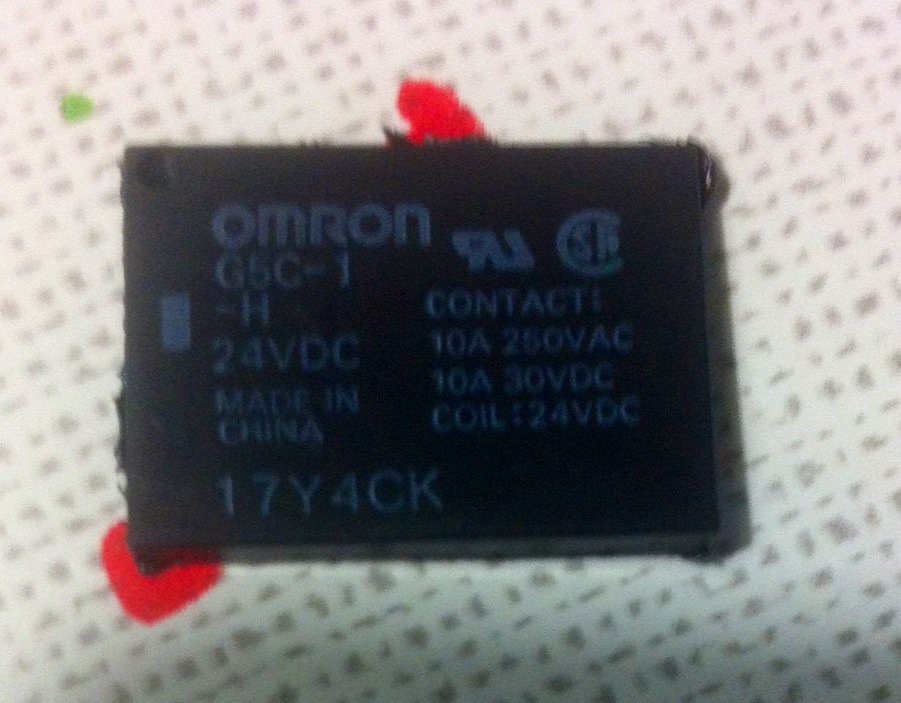 OMRON
G5C-1
-H
24VDC
MADE IN
CHINA
17Y4CK
CONTACT:
10A 250VAC
10A 30VDC
COIL:24VDC